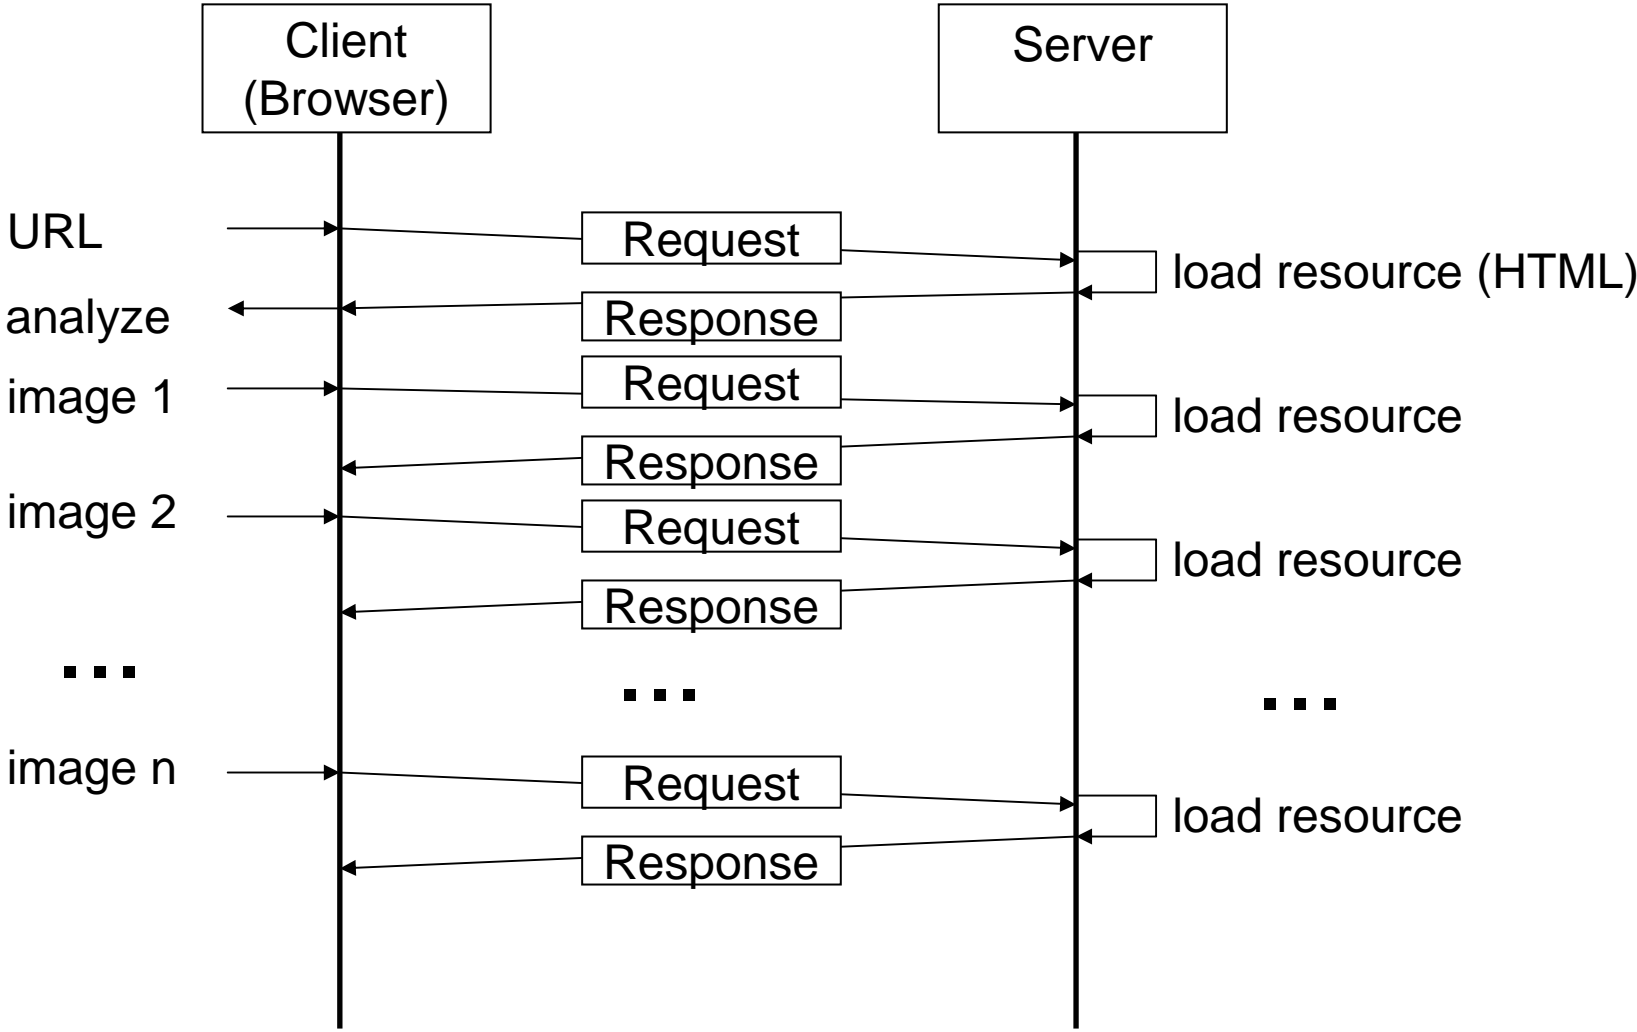 Client
(Browser)
Server
URL
Request
load resource (HTML)
analyze
Response
image 1
Request
load resource
Response
image 2
Request
load resource
Response
...
...
...
image n
Request
load resource
Response